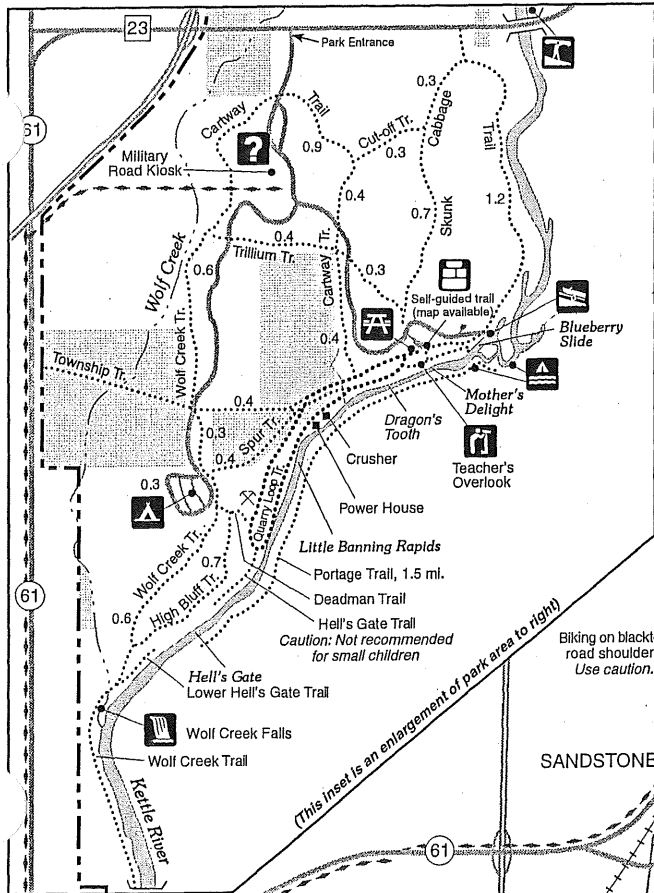 23
Park Entrance
61
Cartway
Trail
0.3
Cabbage
Cut-off Tr.
0.3
Trail
?
0.9
Military
Road Kiosk
0.4
0.7
Skunk
1.2
Wolf Creek
0.4
Trillium Tr.
Tr.
Cartway
0.6
0.3
Self-guided trail
(map available)
Blueberry
Slide
Wolf Creek Tr.
0.4
Township Tr.
Mother's
Delight
0.4
Dragon's
Tooth
0.3
0.4
Spur Tr.
Teacher's
Overlook
Crusher
Quarry Loop Tr.
Power House
0.3
Little Banning Rapids
Wolf Creek Tr.
0.7
Portage Trail, 1.5 mi.
High Bluff Tr.
Deadman Trail
61
0.6
Hell's Gate Trail
Caution: Not recommended
for small children
Hell's Gate
Lower Hell's Gate Trail
Wolf Creek Falls
Wolf Creek Trail
Kettle River
(This inset is an enlargement of park area to right)
Biking on
road shoulder
Use caution.
SANDSTONE
61